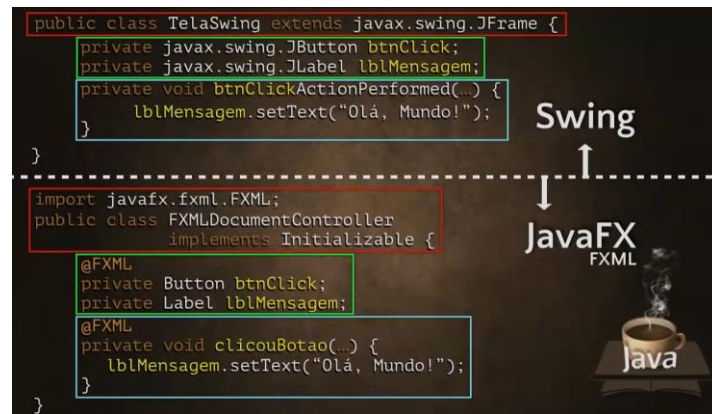 public class TelaSwing extends javax.swing.JFrame {
private javax.swing.JButton btnClick;
private javax.swing.JLabel lblMensagem;
private void btnClickActionPerformed(…) {
lblMensagem.setText(“Olá, Mundo!”);
}
}
Swing
import javafx.fxml.FXML;
public class FXMLDocumentController
implements Initializable {
@FXML
private Button btnClick;
private Label lblMensagem;
@FXML
private void clicouBotao(…) {
lblMensagem.setText(“Olá, Mundo!”);
}
}
JavaFX
FXML
Java